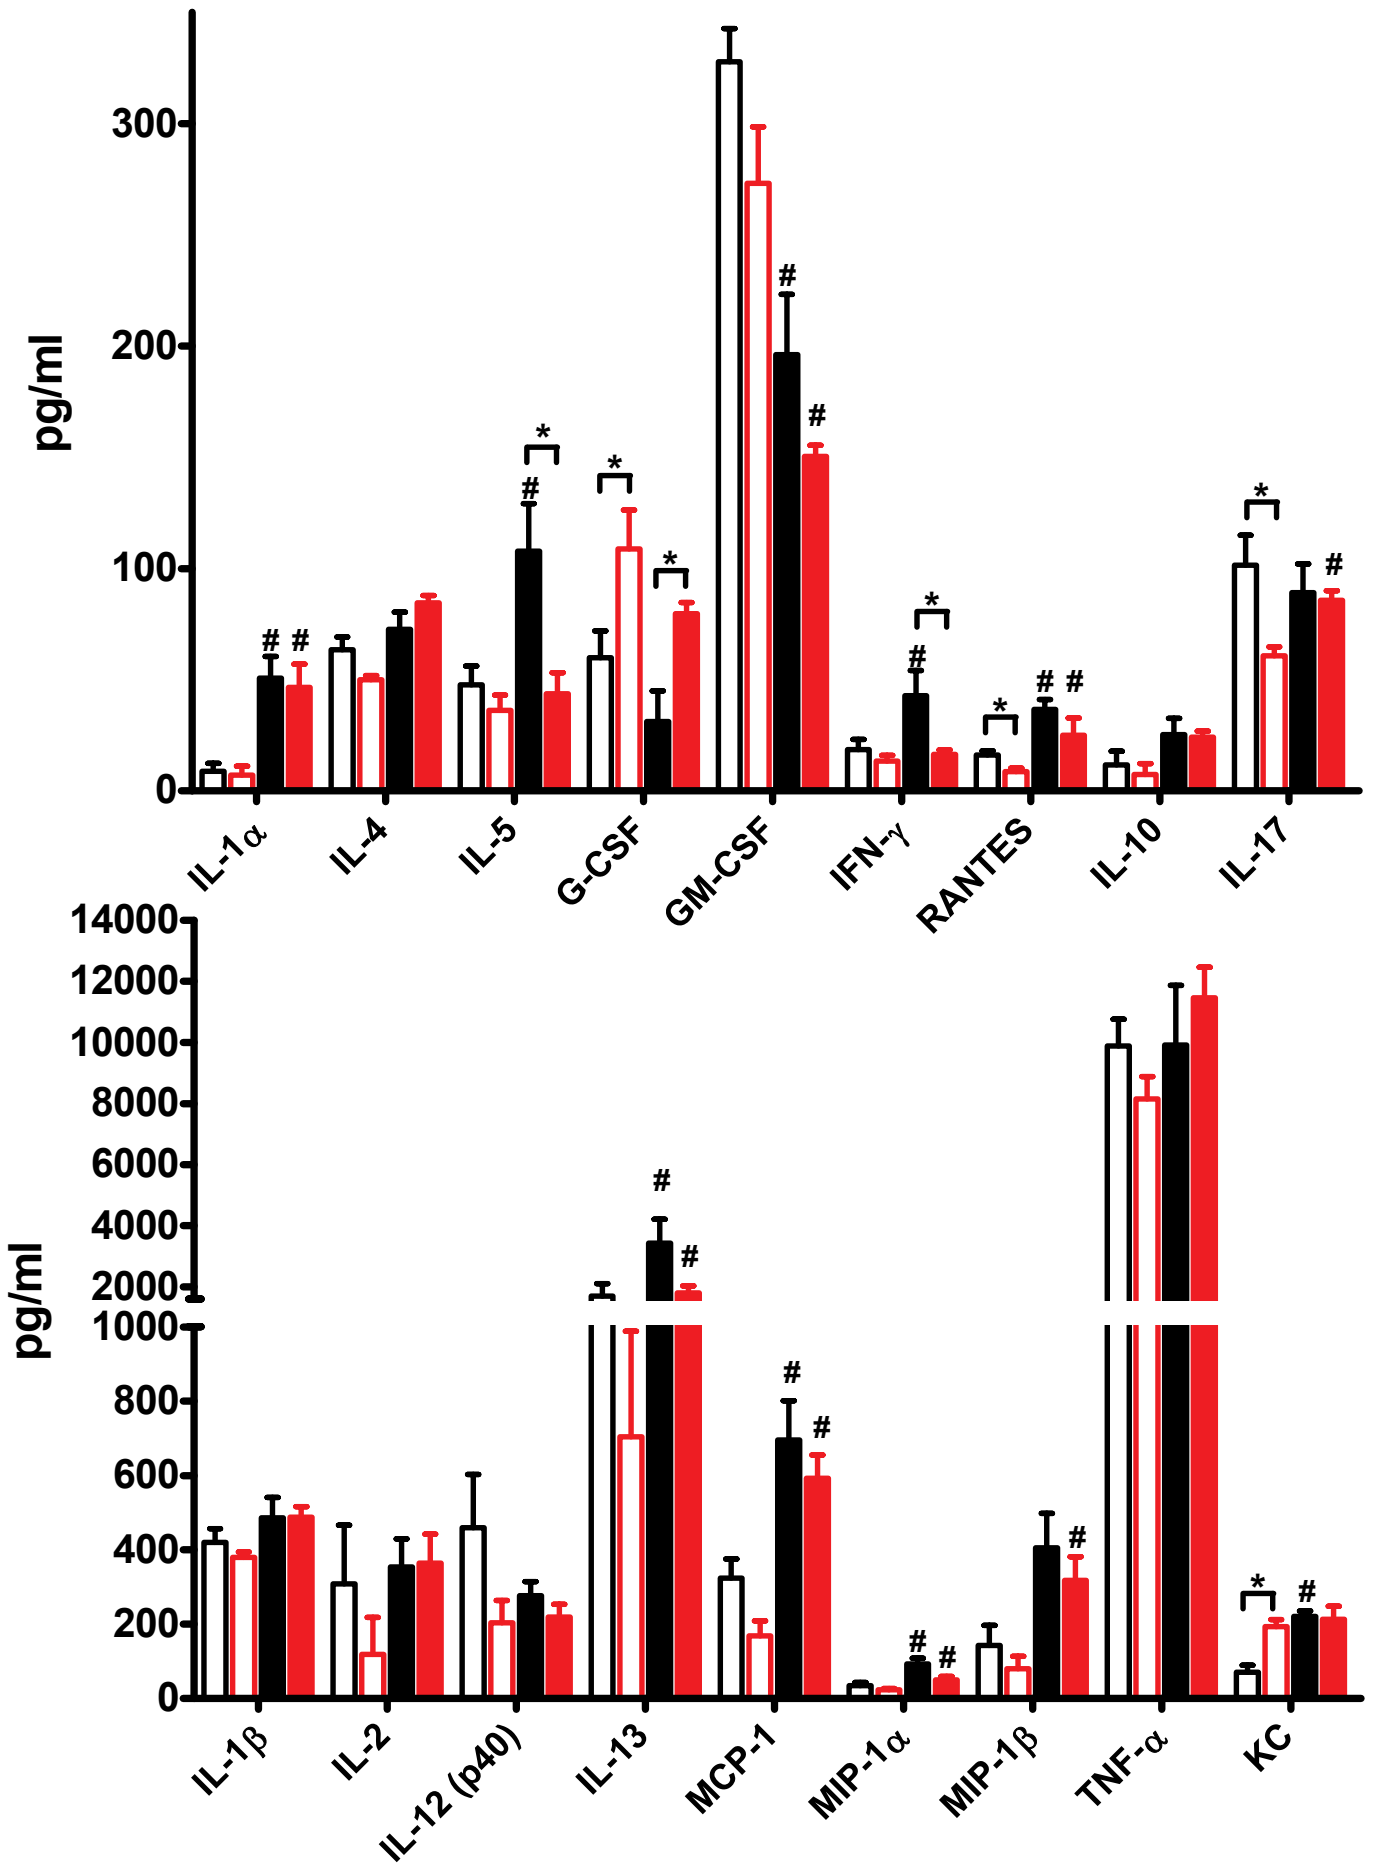 pg/ml
300
200
100
0
#
#
#
*
*
*
#
#
#
*
*
#
#
*
#
IL-1α
IL-4
IL-5
G-CSF
GM-CSF
IFN-γ
RANTES
IL-10
IL-17
pg/ml
14000
12000
10000
8000
6000
4000
2000
1000
800
600
400
200
0
#
#
#
#
#
#
#
*
#
IL-1β
IL-2
IL-12 (p40)
IL-13
MCP-1
MIP-1α
MIP-1β
TNF-α
KC